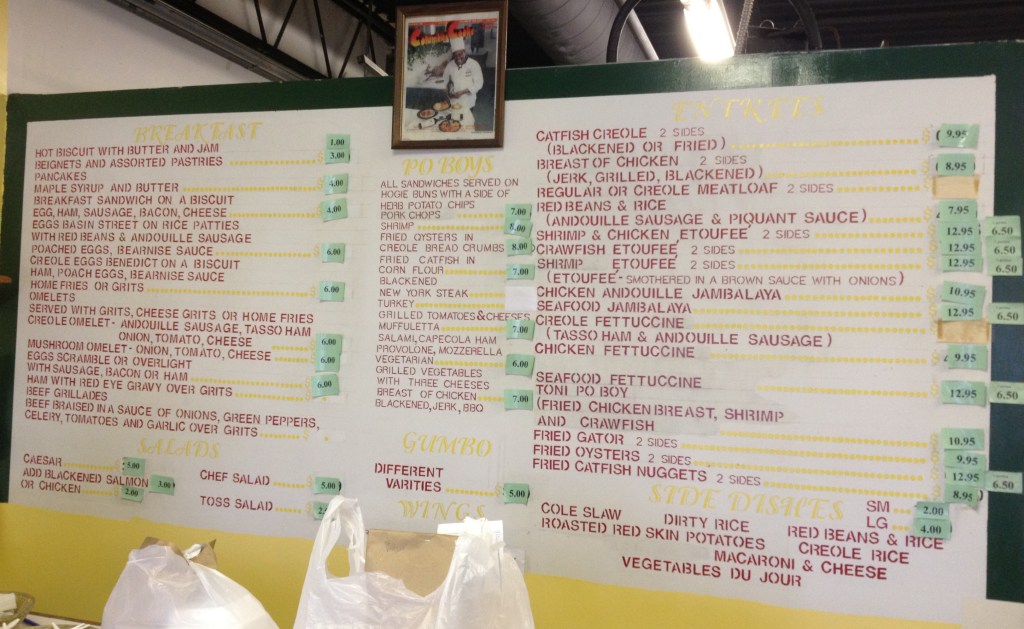 BREAKFAST
HOT BISCUIT WITH BUTTER AND JAM 1.00
BEIGNETS AND ASSORTED PASTRIES 3.00
PANCAKES
MAPLE SYRUP AND BUTTER 4.00
BREAKFAST SANDWICH ON A BISCUIT
EGG, HAM, SAUSAGE, BACON, CHEESE 4.00
EGGS BASIN STREET ON RICE PATTIES
WITH RED BEANS & ANDOUILLE SAUSAGE
POACHED EGGS, BEARNISE SAUCE 6.00
CREOLE EGGS BENEDICT ON A BISCUIT
HAM, POACH EGGS, BEARNISE SAUCE
HOME FRIES OR GRITS 6.00
OMELETS
SERVED WITH GRITS, CHEESE GRITS OR HOME FRIES
CREOLE OMELET - ANDOUILLE SAUSAGE, TASSO HAM
ONION, TOMATO, CHEESE 6.00
MUSHROOM OMELET - ONION, TOMATO, CHEESE 6.00
EGGS SCRAMBLE OR OVERLIGHT
WITH SAUSAGE, BACON OR HAM 6.00
HAM WITH RED EYE GRAVY OVER GRITS
BEEF GRILLADES
BEEF BRAISED IN A SAUCE OF ONIONS, GREEN PEPPERS,
CELERY, TOMATOES AND GARLIC OVER GRITS
SALADS
CAESAR 5.00
ADD BLACKENED SALMON 3.00
OR CHICKEN 2.00
CHEF SALAD 5.00
TOSS SALAD
PO BOYS
ALL SANDWICHES SERVED ON
HOGIE BUNS WITH A SIDE OF
HERB POTATO CHIPS
PORK CHOPS 7.00
SHRIMP 8.00
FRIED OYSTERS IN
CREOLE BREAD CRUMBS 8.00
FRIED CATFISH IN
CORN FLOUR 7.00
BLACKENED
NEW YORK STEAK
TURKEY
GRILLED TOMATOES & CHEESES
MUFFULETTA 7.00
SALAMI, CAPECOLA HAM
PROVOLONE, MOZZERELLA
VEGETARIAN 6.00
GRILLED VEGETABLES
WITH THREE CHEESES
BREAST OF CHICKEN 7.00
BLACKENED, JERK, BBQ
GUMBO
DIFFERENT
VARITIES 5.00
WINGS
ENTREES
CATFISH CREOLE 2 SIDES 9.95
(BLACKENED OR FRIED)
BREAST OF CHICKEN 2 SIDES
(JERK, GRILLED, BLACKENED) 8.95
REGULAR OR CREOLE MEATLOAF 2 SIDES
RED BEANS & RICE
(ANDOUILLE SAUSAGE & PIQUANT SAUCE) 7.95
SHRIMP & CHICKEN ETOUFEE 2 SIDES 12.95 6.50
CRAWFISH ETOUFEE 2 SIDES 12.95 6.50
SHRIMP ETOUFEE 2 SIDES 12.95 6.50
(ETOUFEE - SMOTHERED IN A BROWN SAUCE WITH ONIONS)
CHICKEN ANDOUILLE JAMBALAYA 10.95
SEAFOOD JAMBALAYA 12.95 6.50
CREOLE FETTUCCINE
(TASSO HAM & ANDOUILLE SAUSAGE)
CHICKEN FETTUCCINE 9.95
SEAFOOD FETTUCCINE 12.95 6.50
TONI PO BOY
(FRIED CHICKEN BREAST, SHRIMP
AND CRAWFISH
FRIED GATOR 2 SIDES 10.95
FRIED OYSTERS 2 SIDES 9.95
FRIED CATFISH NUGGETS 2 SIDES 12.95 6.50
8.95
SIDE DISHES
SM 2.00
LG 4.00
COLE SLAW DIRTY RICE RED BEANS & RICE
ROASTED RED SKIN POTATOES CREOLE RICE
MACARONI & CHEESE
VEGETABLES DU JOUR